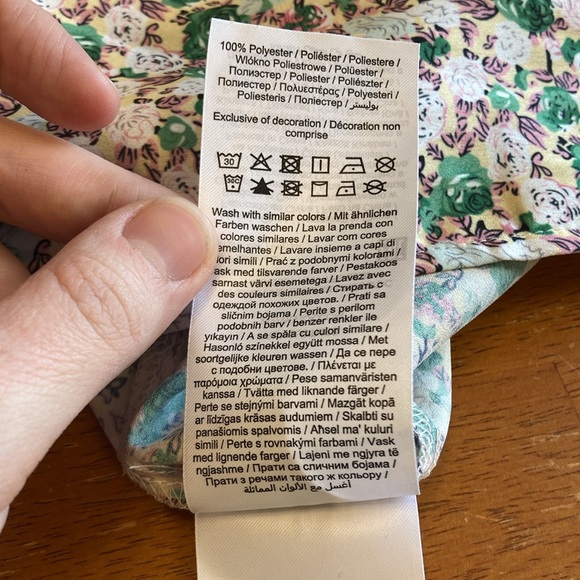 100% Polyester / Poliéster / Poliestere /
Włókno Poliestrowe / Polüester /
Полиэстер / Poliester / Poliészter /
Полиестер / Πολυεστέρας / Polyesteri /
Poliesteris / Поліестер / بوليستر
Exclusive of decoration / Décoration non
comprise
30
30C
Wash with similar colors / Mit ähnlichen
Farben waschen / Lava la prenda con
colores similares / Lavar com cores
emelhantes / Lavare insieme a capi di
lori simili / Prać z podobnymi kolorami /
ask med tilsvarende farver / Pestakoos
sarnast värvi esemetega / Lavez avec
des couleurs similaires / Стирать с
одеждой похожих цветов. / Prati sa
sličnim bojama / Perite s perilom
podobnih barv / benzer renkler ile
yıkayın / A se spăla cu culori similare /
Hasonló színekkel együtt mossa / Met
soortgelijke kleuren wassen / Да се пере
с подобни цветове. / Πλένεται με
παρόμοια χρώματα / Pese samanväristen
kanssa / Tvätta med liknande färger /
Perte se stejnými barvami / Mazgāt kopā
ar līdzīgas krāsas audumiem / Skalbti su
panašiomis spalvomis / Aħsel ma' kuluri
simili / Perte s rovnakými farbami / Vask
med lignende farger / Lajeni me ngjyra të
ngjashme / Прати са сличним бојама /
Прати з речами такого ж кольору /
اغسل مع الألوان المماثلة